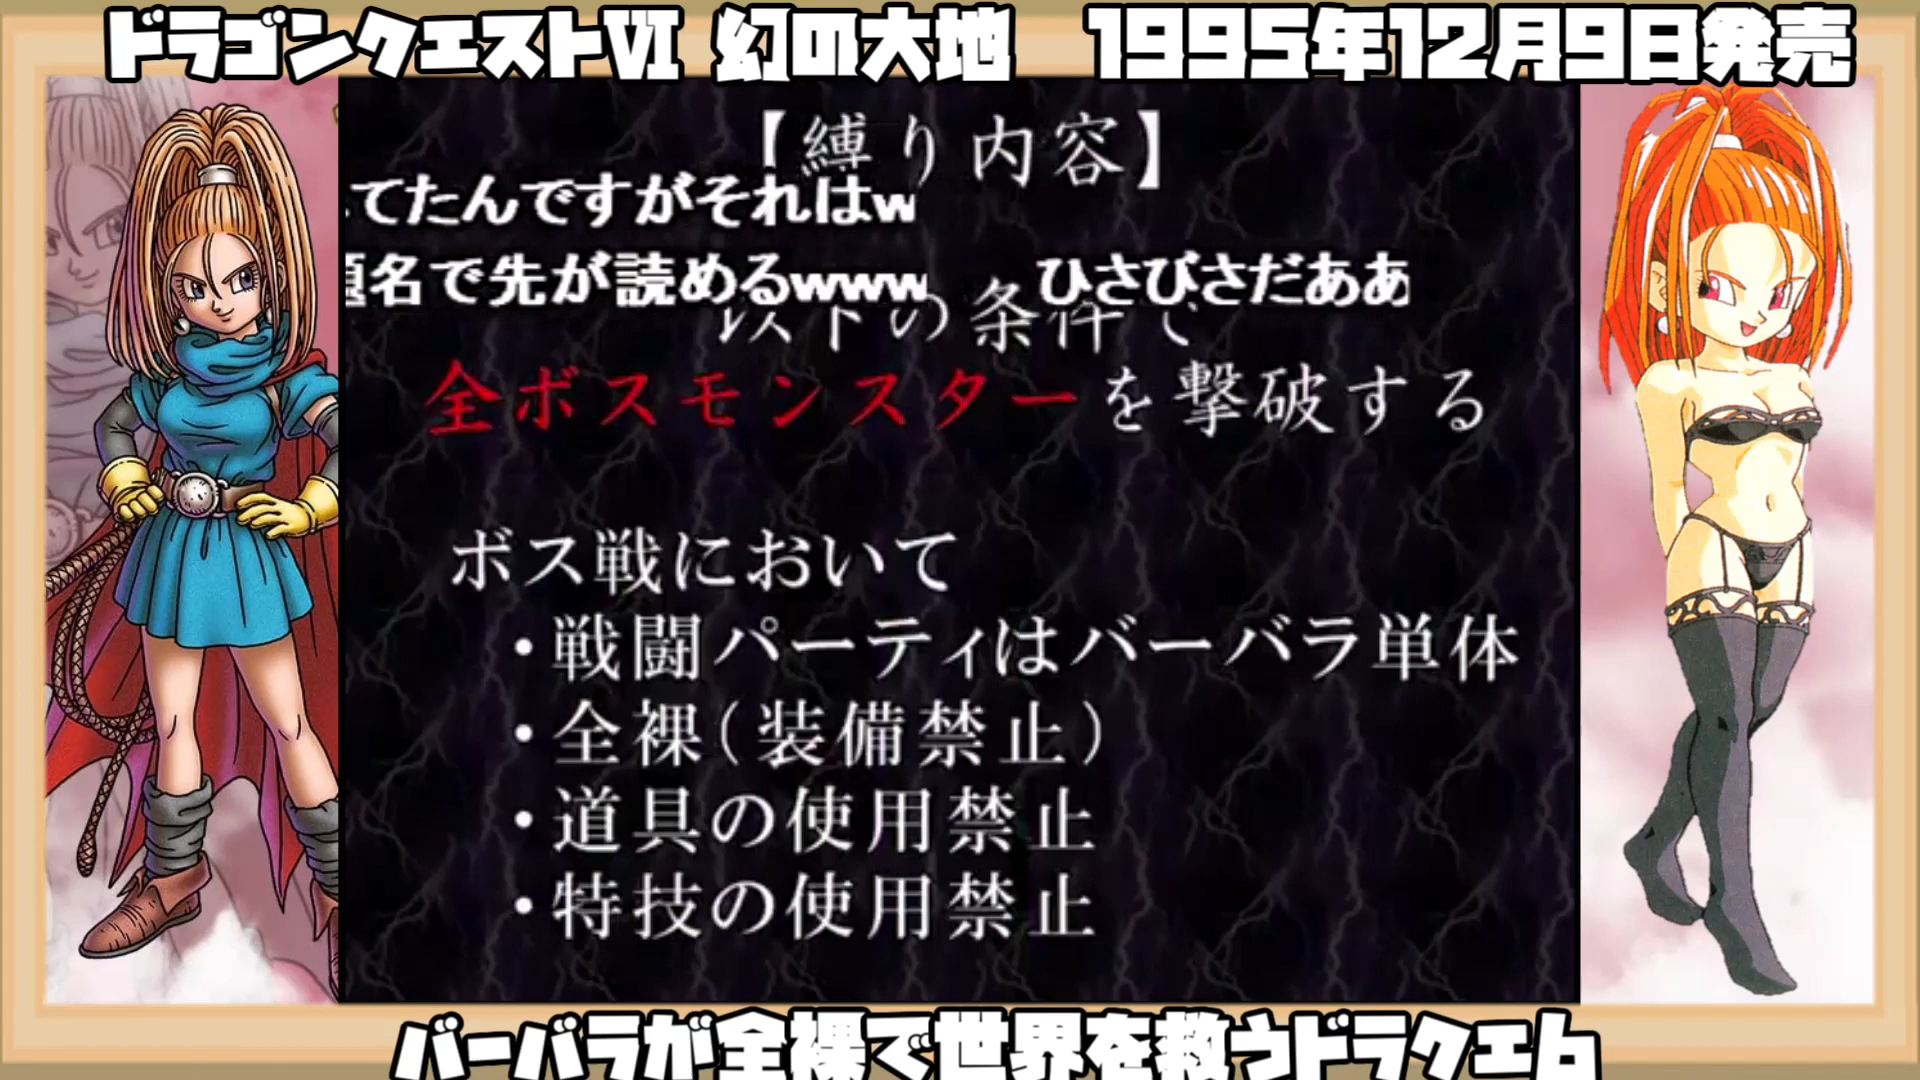 ドラゴンクエストVI 幻の大地　1995年12月9日発売
【縛り内容】
てたんですがそれはw
題名で先が読めるwww　ひさびさだああ
以下の条件で
全ボスモンスターを撃破する
ボス戦において
・戦闘パーティはバーバラ単体
・全裸（装備禁止）
・道具の使用禁止
・特技の使用禁止
バーバラが全裸で世界を救うドラクエ6